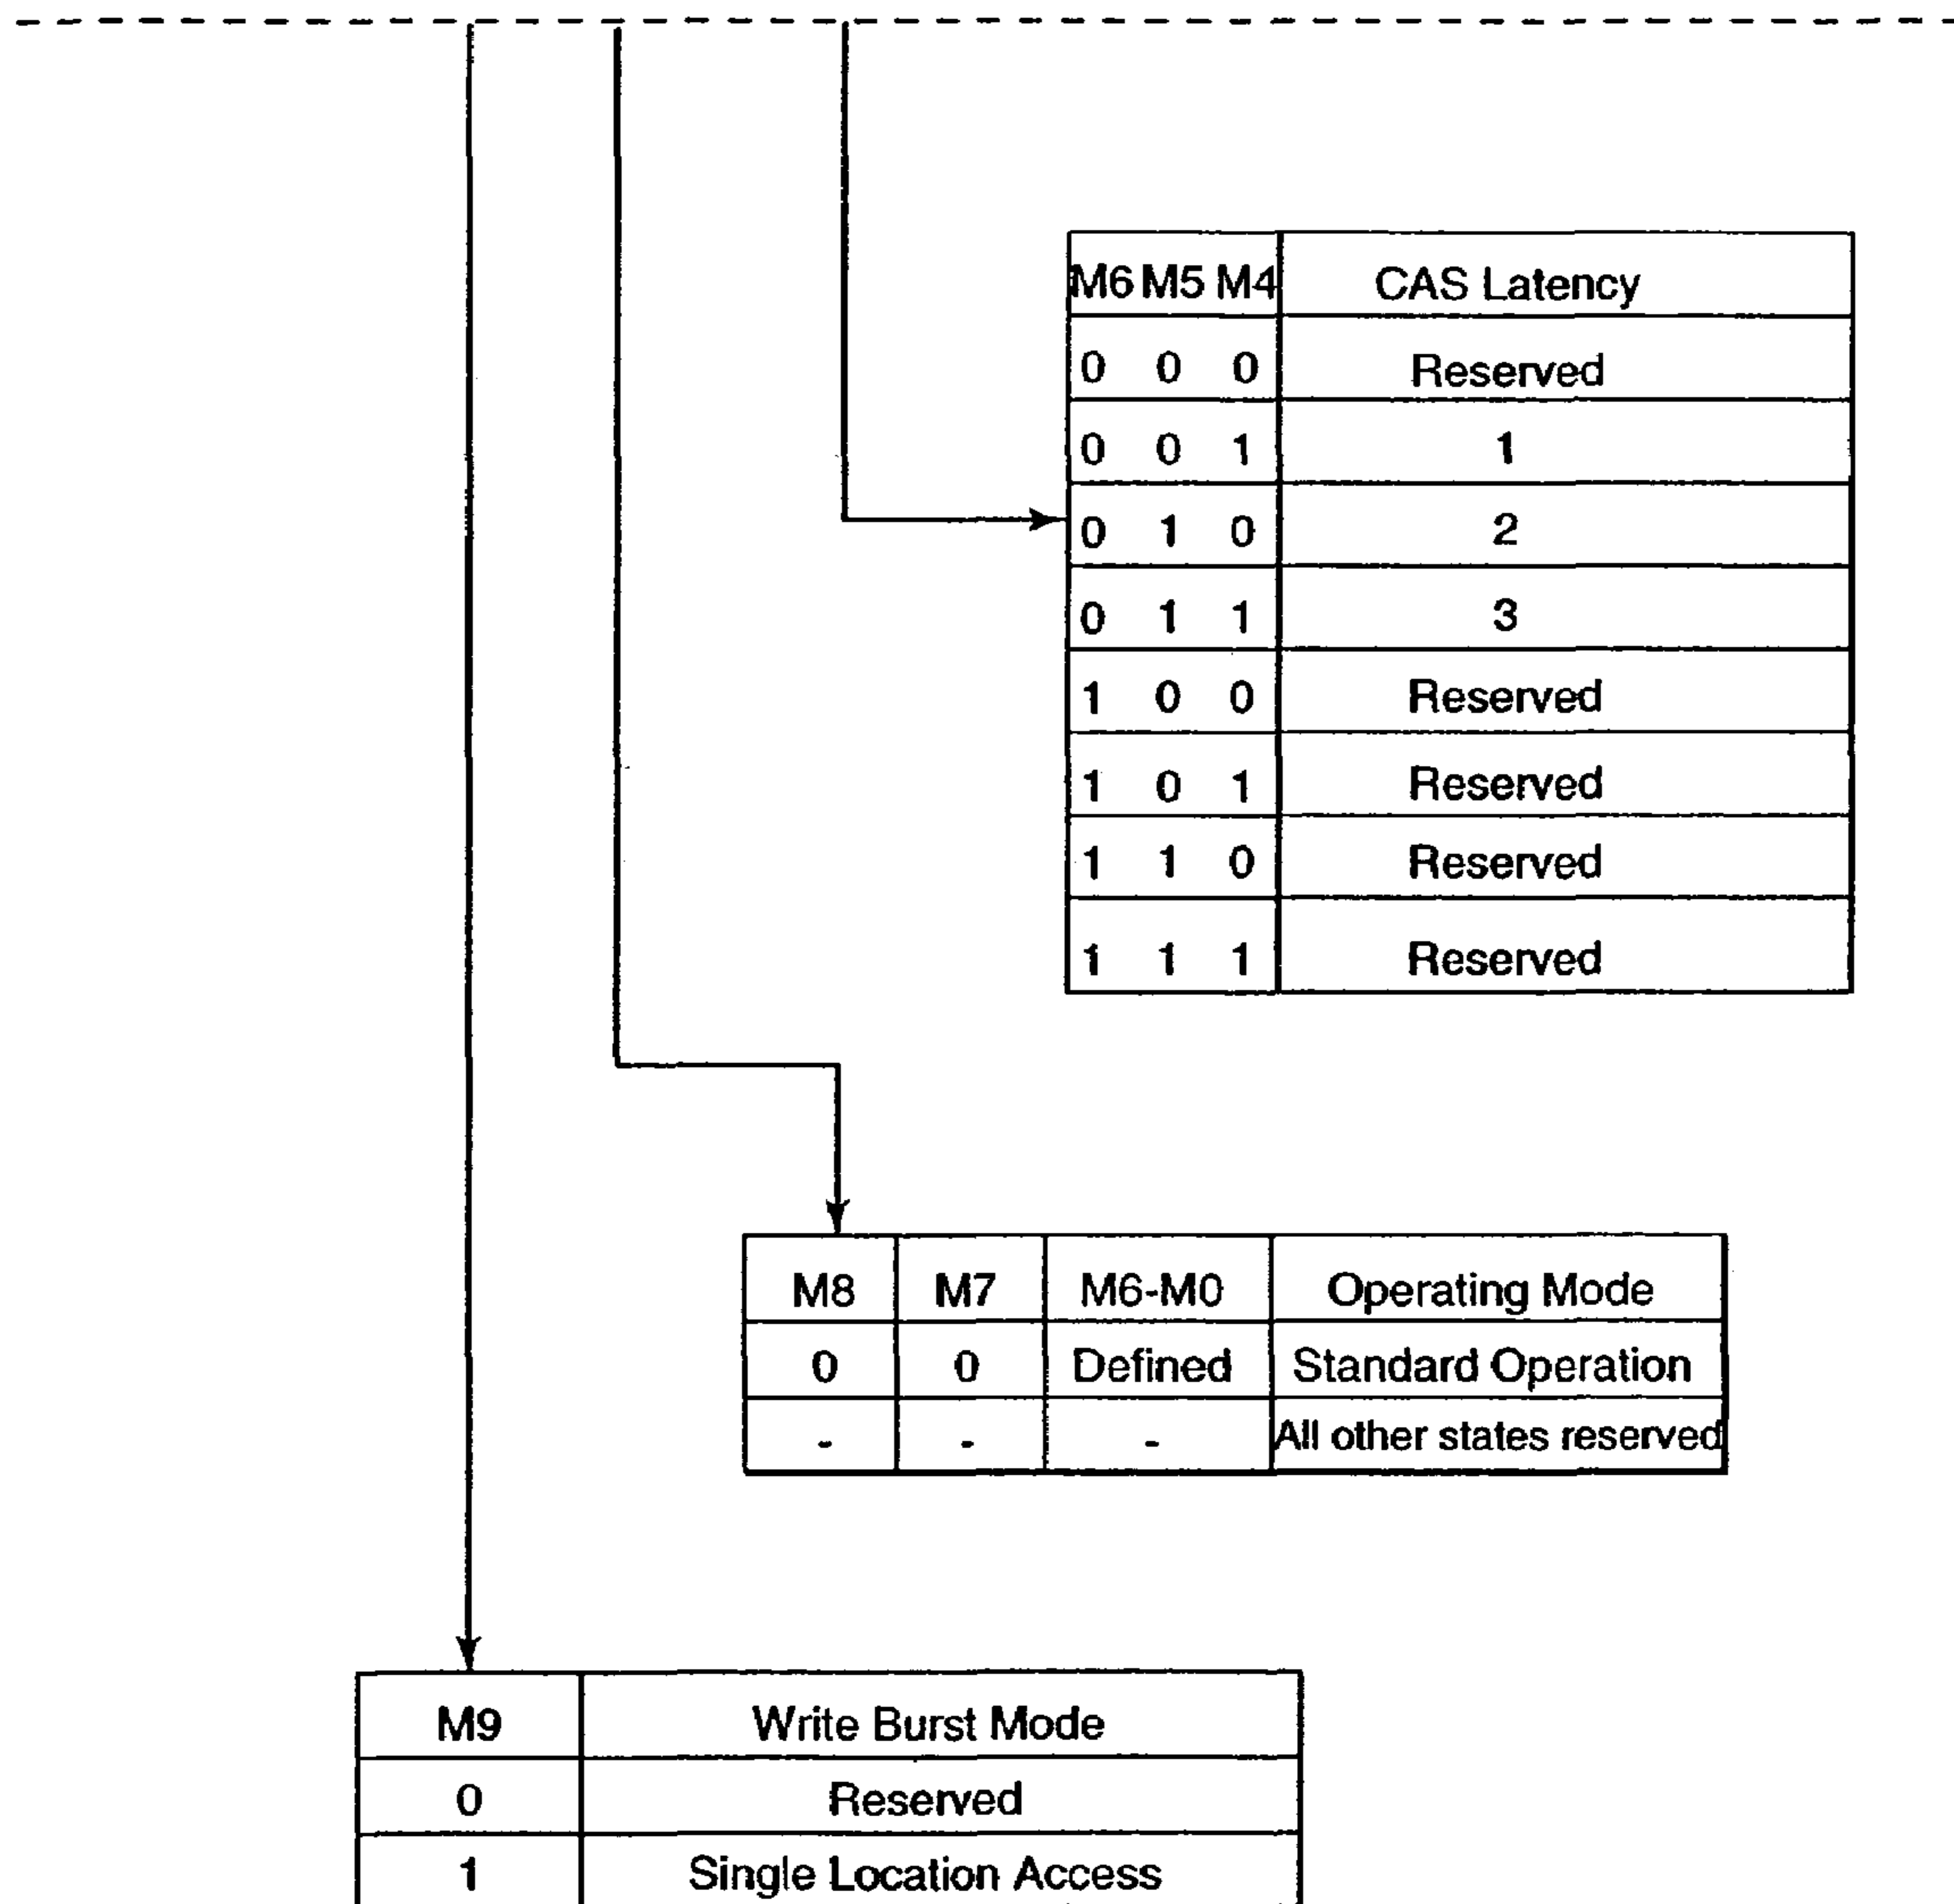 M6 M5 M4 CAS Latency
0 0 0 Reserved
0 0 1 1
0 1 0 2
0 1 1 3
1 0 0 Reserved
1 0 1 Reserved
1 1 0 Reserved
1 1 1 Reserved
M8 M7 M6-M0 Operating Mode
0 0 Defined Standard Operation
- - - All other states reserved
M9 Write Burst Mode
0 Reserved
1 Single Location Access